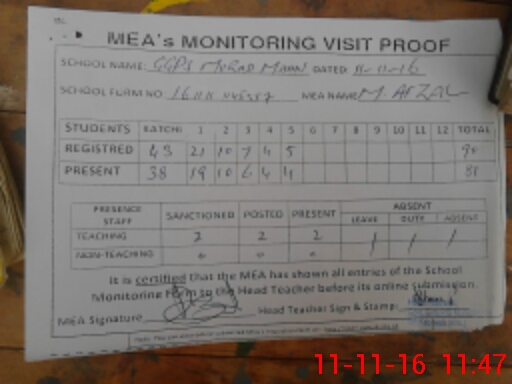 MEA's MONITORING VISIT PROOF
SCHOOL NAME: GGPS Murad Maan DATED 11-11-16
SCHOOL FORM NO. MEA NAME: M. AFZAL
STUDENTS KATCHI 1 2 3 4 5 6 7 8 9 10 11 12 TOTAL
REGISTRED 43 21 10 7 4 5 90
PRESENT 38 19 10 6 4 4 81
PRESENCE STAFF SANCTIONED POSTED PRESENT ABSENT
LEAVE DUTY ABSENT
TEACHING 2 2 2 / / /
NON-TEACHING 0 0 0
It is certified that the MEA has shown all entries of the School
Monitoring Form to the Head Teacher before its online submission.
MEA Signature Head Teacher Sign & Stamp:
11-11-16 11:47